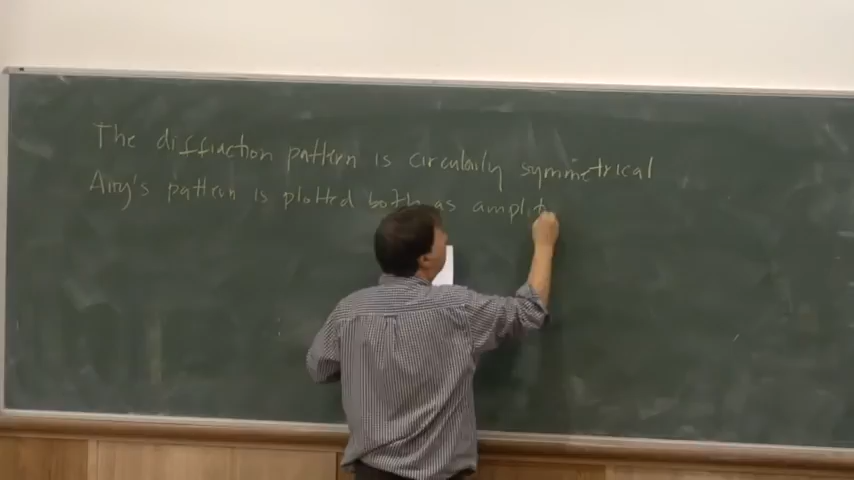 The diffraction pattern is circularly symmetrical
Airy's pattern is plotted both as amplit